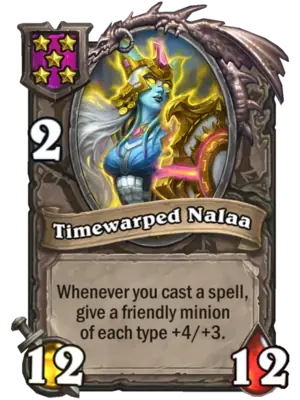 2
Timewarped Nalaa
Whenever you cast a spell,
give a friendly minion
of each type +4/+3.
12
12